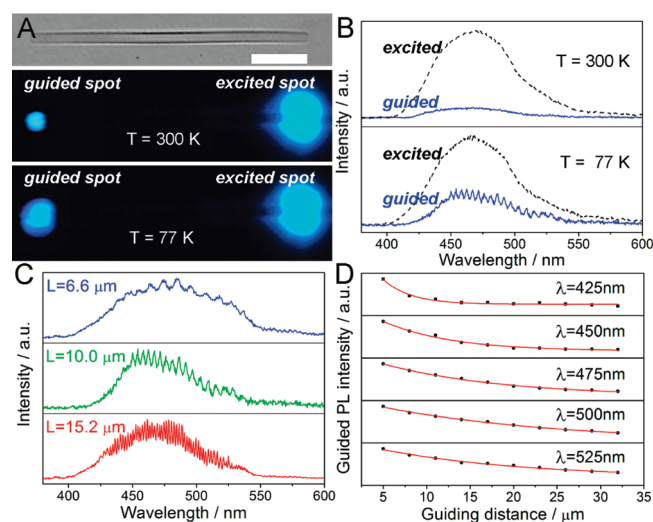 A
guided spot excited spot
T = 300 K
guided spot excited spot
T = 77 K
B
excited
T = 300 K
guided
excited
T = 77 K
guided
Intensity / a.u.
400 450 500 550 600
Wavelength / nm
C
L=6.6 μm
L=10.0 μm
L=15.2 μm
Intensity / a.u.
400 450 500 550 600
Wavelength / nm
D
λ=425nm
λ=450nm
λ=475nm
λ=500nm
λ=525nm
Guided PL intensity / a.u.
5 10 15 20 25 30 35
Guiding distance / μm